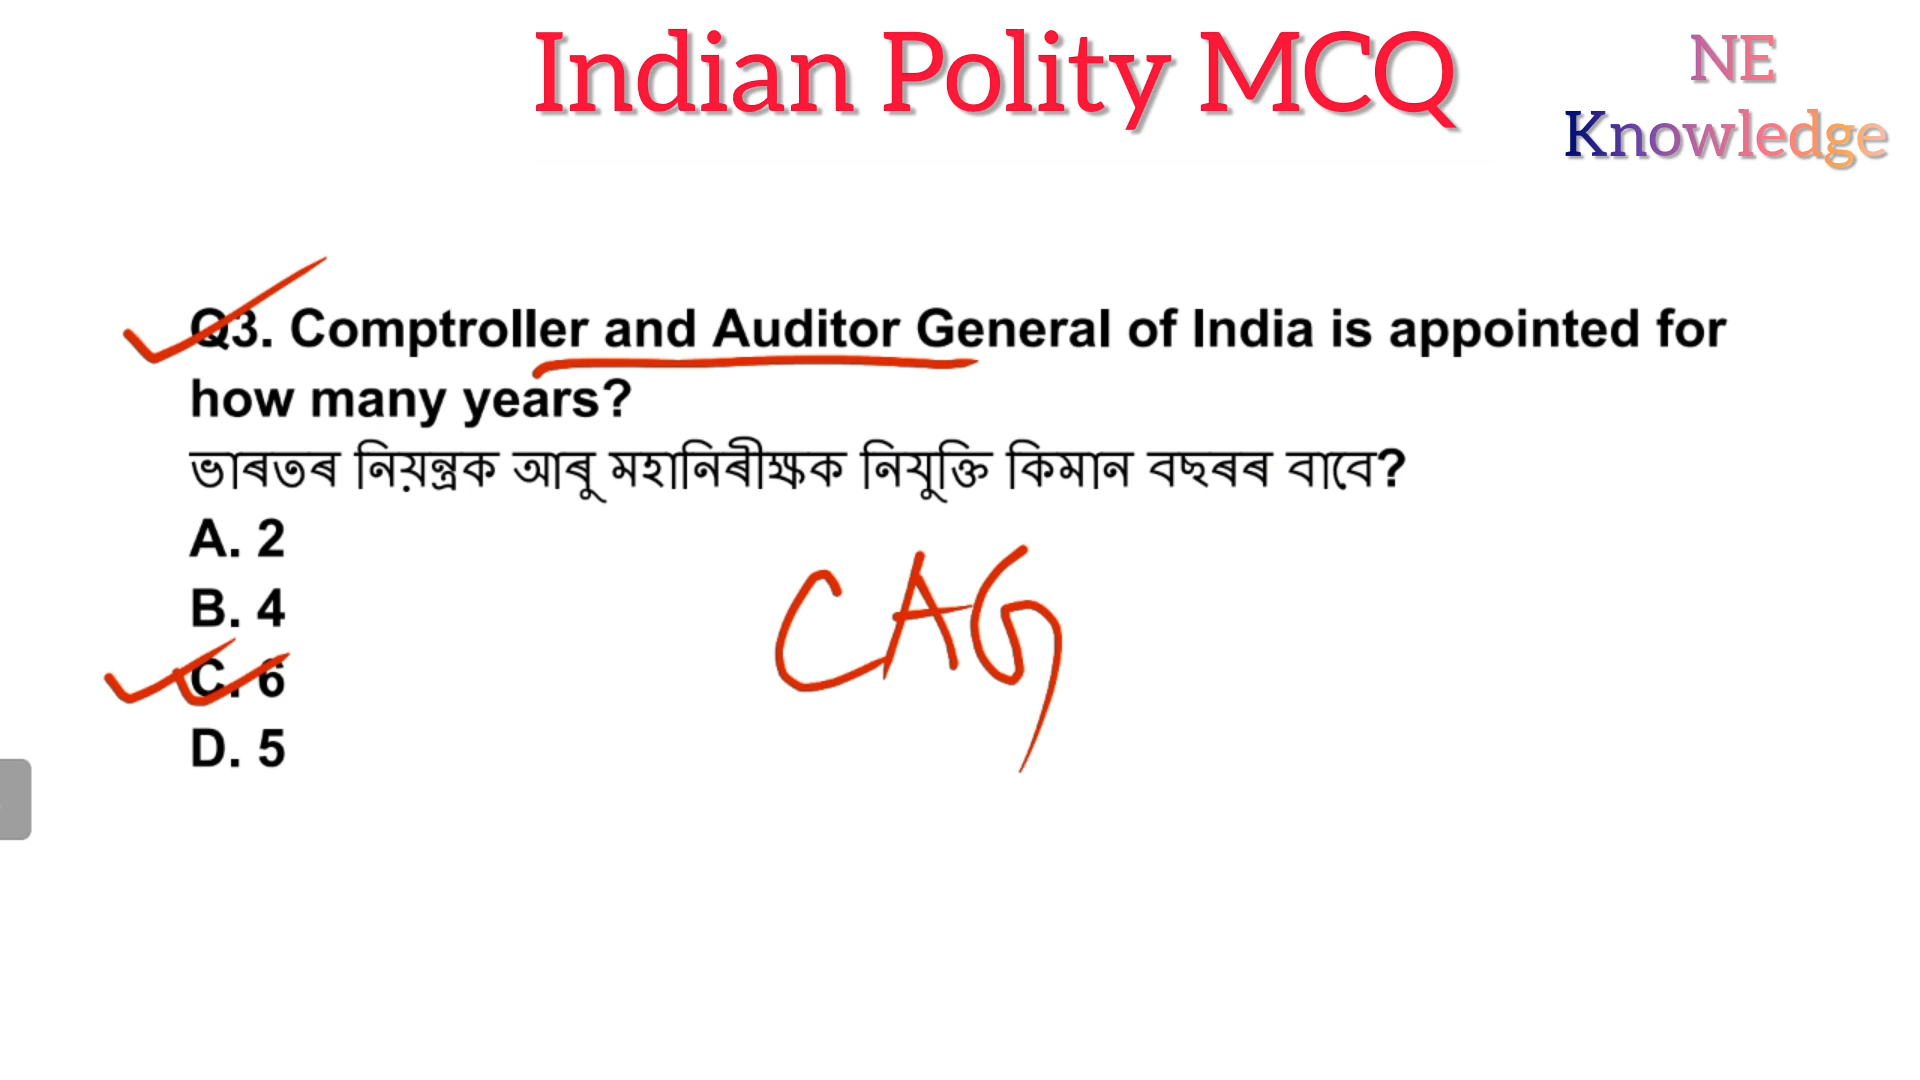 Indian Polity MCQ
NE
Knowledge
Q3. Comptroller and Auditor General of India is appointed for
how many years?
ভাৰতৰ নিয়ন্ত্ৰক আৰু মহানিৰীক্ষক নিযুক্তি কিমান বছৰৰ বাবে?
A. 2
B. 4
CAG
C. 6
D. 5